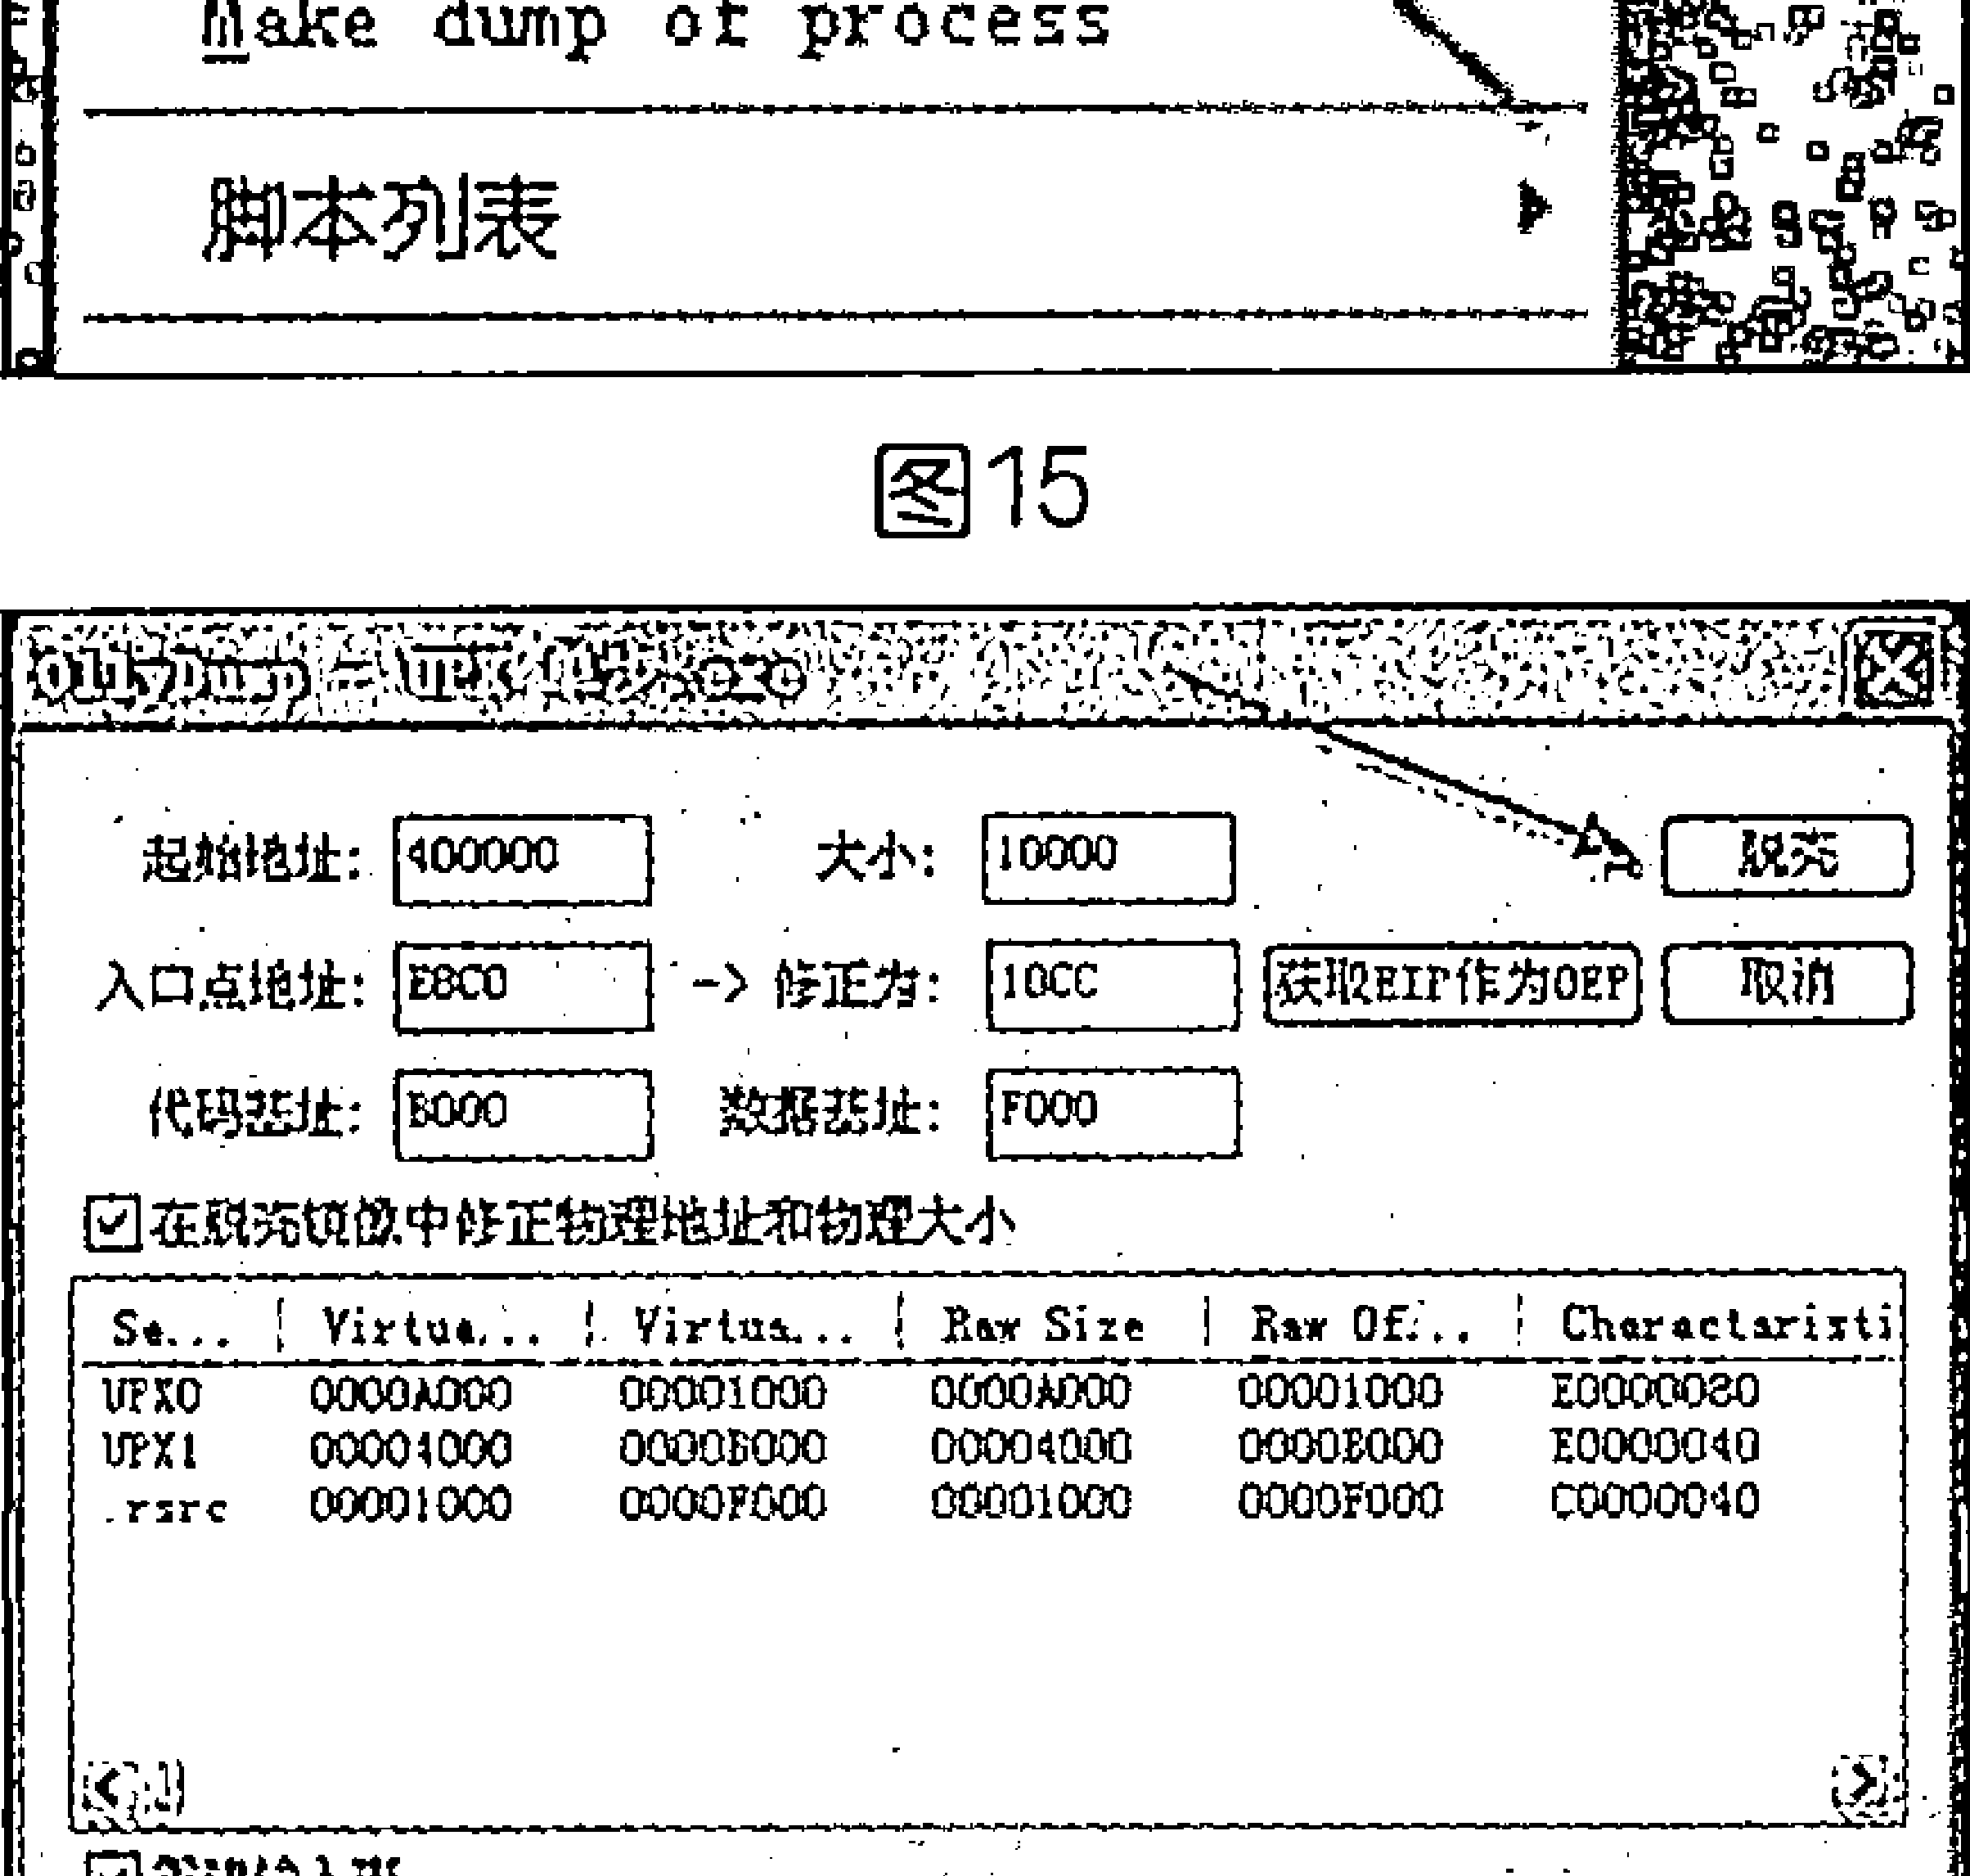 Make dump of process
脚本列表
图15
OllyDump - UPX
起始地址: 400000 大小: 10000 脱壳
入口点地址: E8C0 -> 修正为: 10CC 获取EIP作为OEP 取消
代码基址: B000 数据基址: F000
在脱壳镜像中修正物理地址和物理大小
Se... Virtua... Virtua... Raw Size Raw Of... Charactaristi
UPX0 0000A000 00001000 0000A000 00001000 E0000080
UPX1 00004000 0000B000 00004000 0000B000 E0000040
.rsrc 00001000 0000F000 00001000 0000F000 C0000040